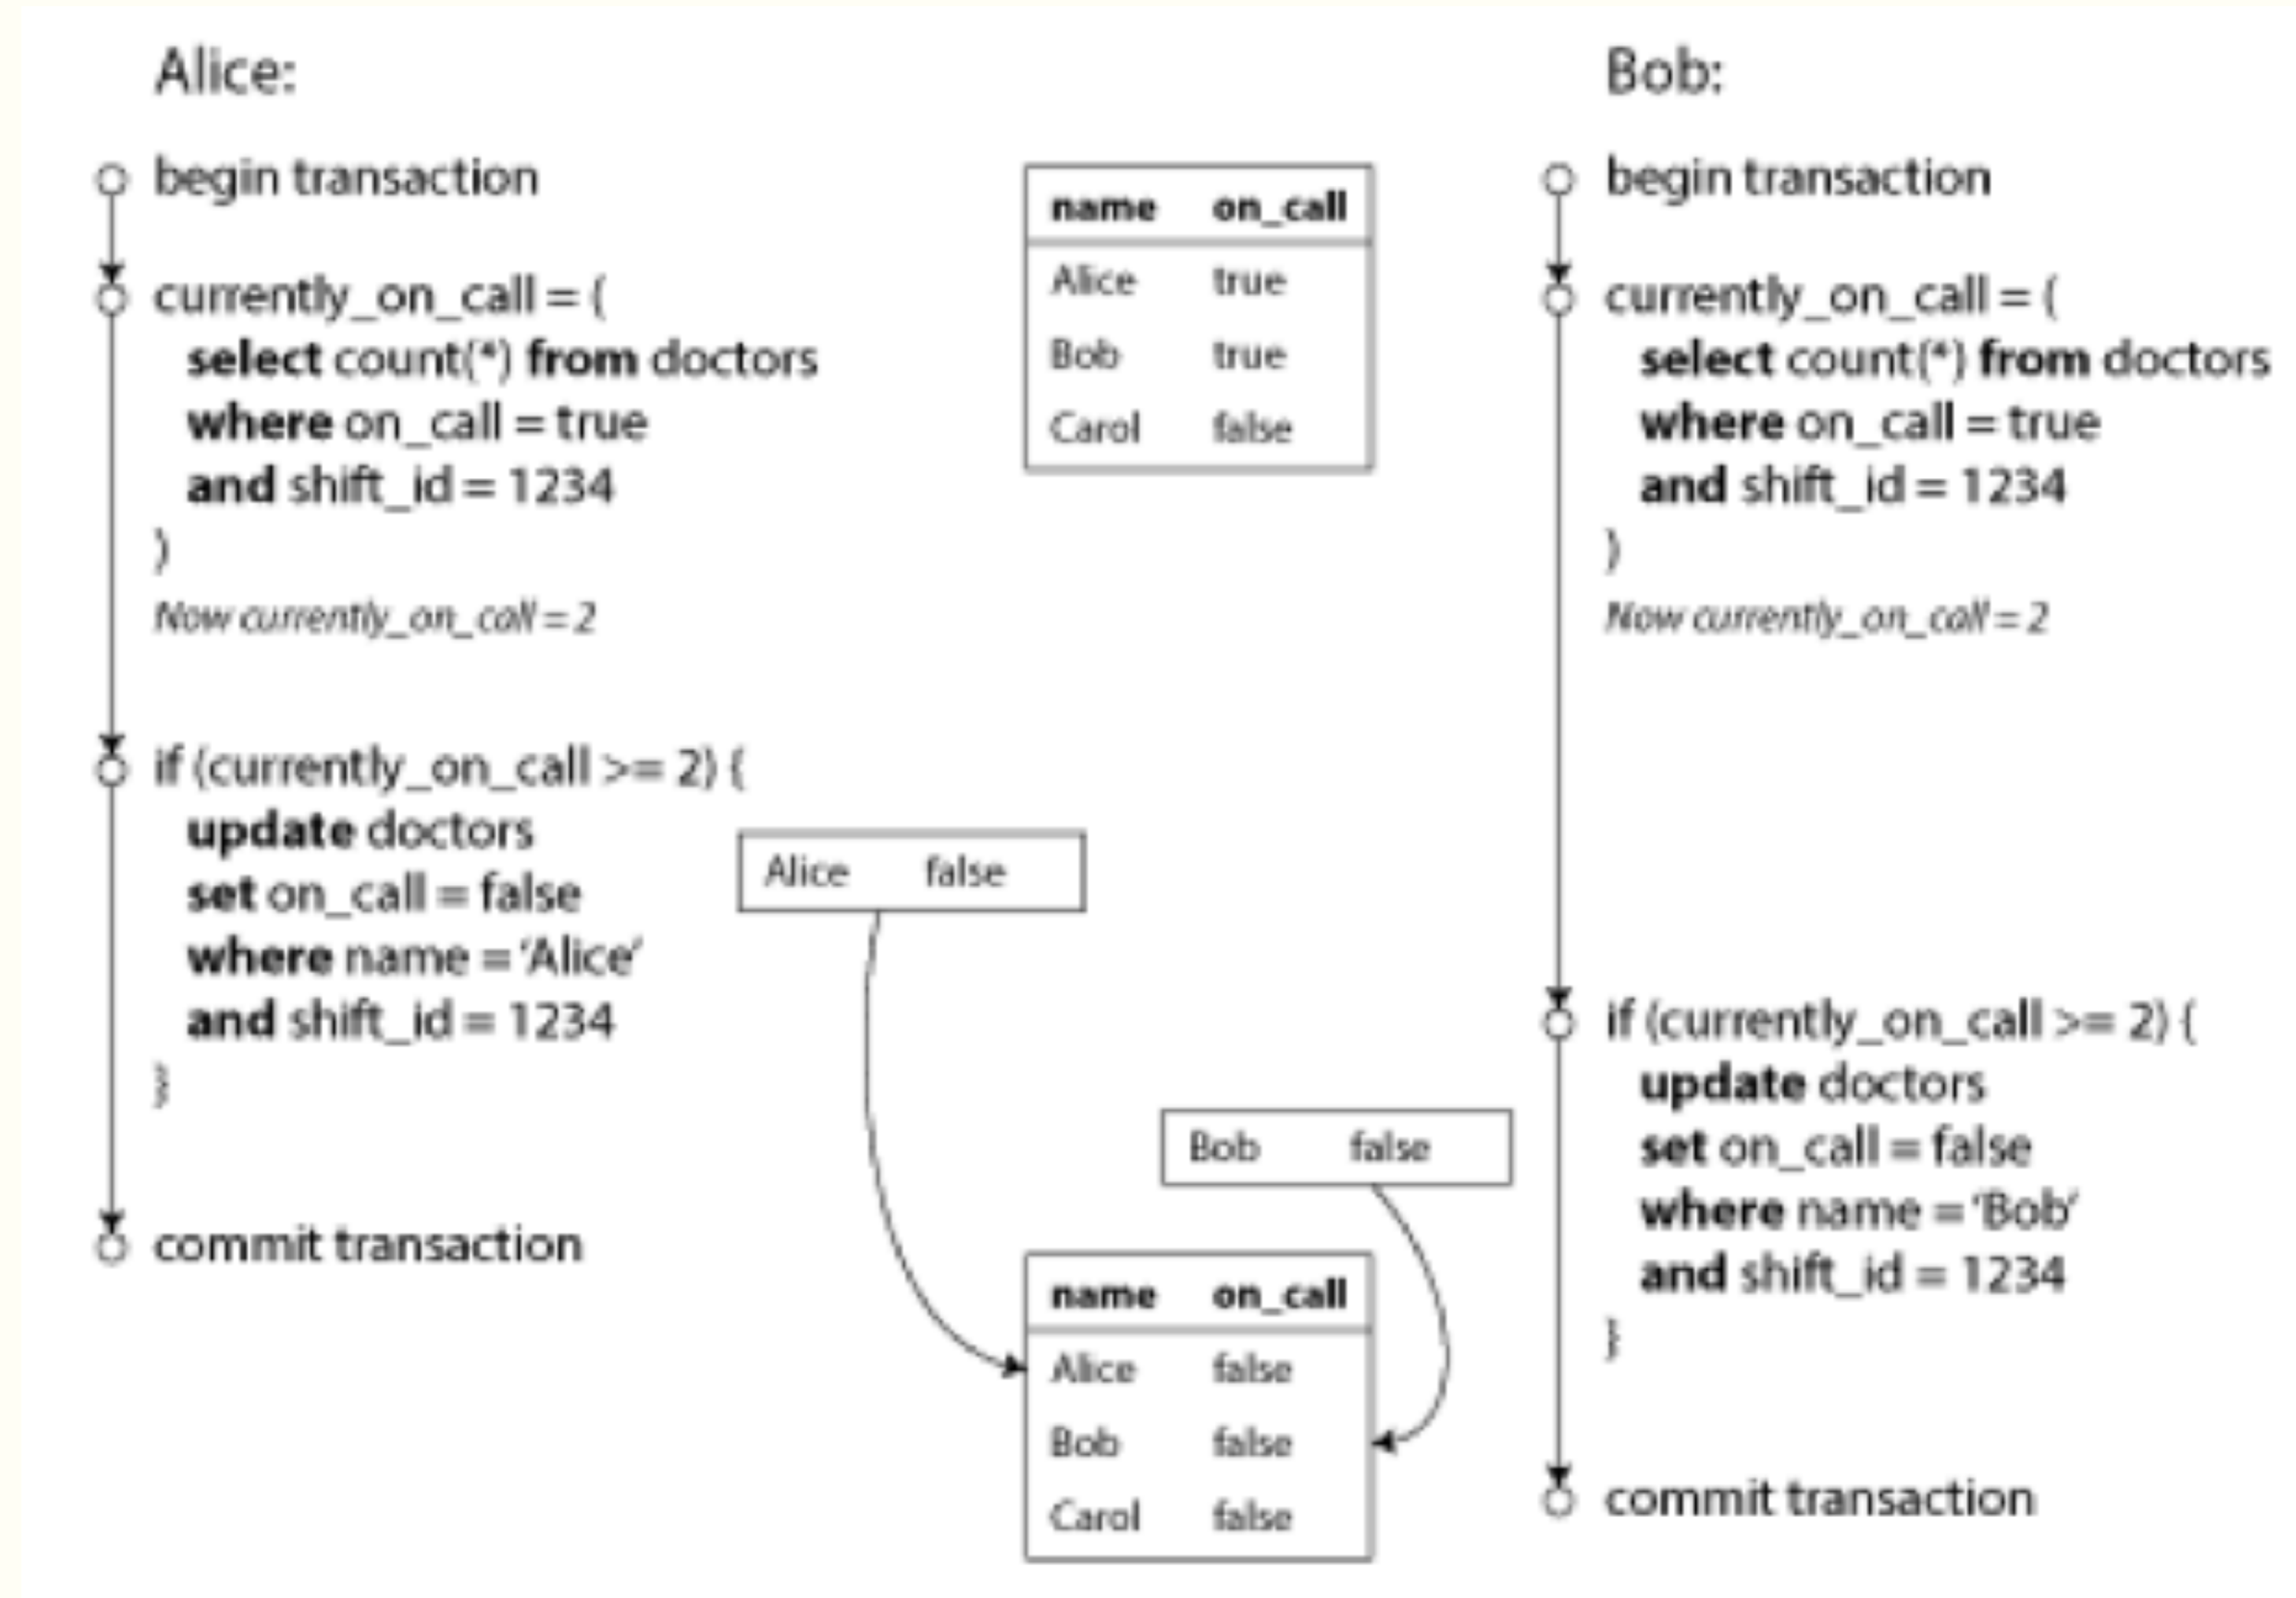 Alice:
begin transaction
currently_on_call = (
select count(*) from doctors
where on_call = true
and shift_id = 1234
)
Now currently_on_call = 2
if (currently_on_call >= 2) {
update doctors
set on_call = false
where name = ‘Alice’
and shift_id = 1234
}
commit transaction
name on_call
Alice true
Bob true
Carol false
Alice false
Bob false
name on_call
Alice false
Bob false
Carol false
Bob:
begin transaction
currently_on_call = (
select count(*) from doctors
where on_call = true
and shift_id = 1234
)
Now currently_on_call = 2
if (currently_on_call >= 2) {
update doctors
set on_call = false
where name = ‘Bob’
and shift_id = 1234
}
commit transaction